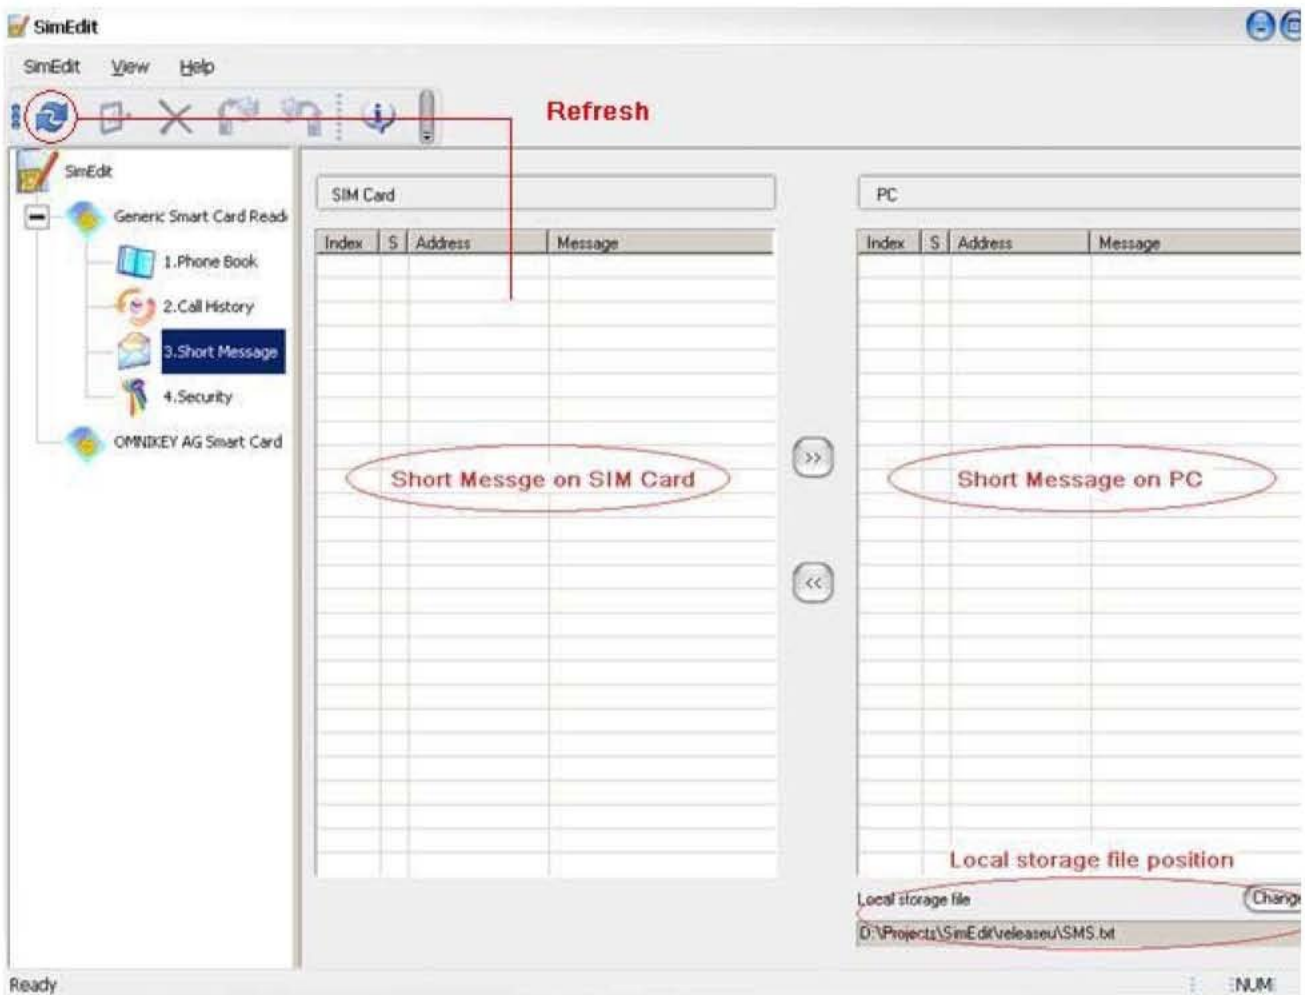 SimEdit
SimEdit View Help
Refresh
SimEdit
Generic Smart Card Read
1.Phone Book
2.Call History
3.Short Message
4.Security
OMNIKEY AG Smart Card
SIM Card
Index S Address Message
Short Messge on SIM Card
>>
<<
PC
Index S Address Message
Short Message on PC
Local storage file position
Local storage file
Change
D:\Projects\SimEdit\releaseu\SMS.txt
Ready
NUM